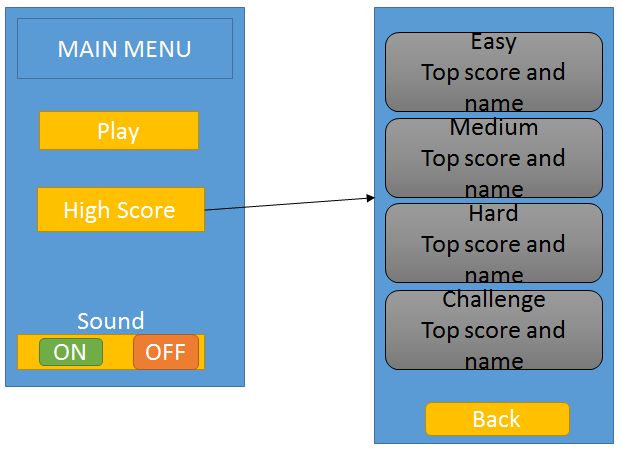 MAIN MENU
Play
High Score
Sound
ON
OFF
Easy
Top score and
name
Medium
Top score and
name
Hard
Top score and
name
Challenge
Top score and
name
Back